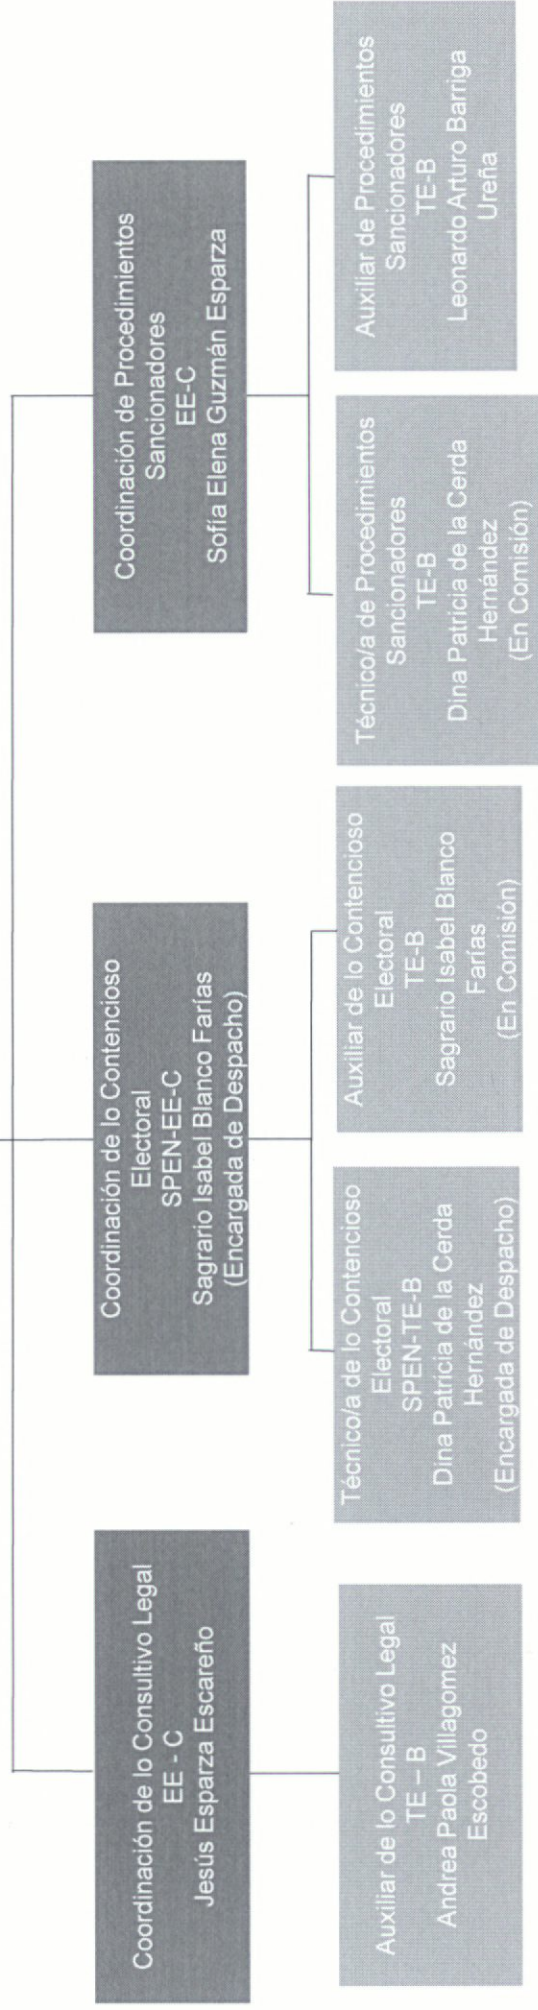 Coordinación de lo Consultivo Legal
EE - C
Jesús Esparza Escareño
Coordinación de lo Contencioso
Electoral
SPEN-EE-C
Sagrario Isabel Blanco Farías
(Encargada de Despacho)
Coordinación de Procedimientos
Sancionadores
EE-C
Sofía Elena Guzmán Esparza
Auxiliar de lo Consultivo Legal
TE – B
Andrea Paola Villagomez
Escobedo
Técnico/a de lo Contencioso
Electoral
SPEN-TE-B
Dina Patricia de la Cerda
Hernández
(Encargada de Despacho)
Auxiliar de lo Contencioso
Electoral
TE-B
Sagrario Isabel Blanco
Farías
(En Comisión)
Técnico/a de Procedimientos
Sancionadores
TE-B
Dina Patricia de la Cerda
Hernández
(En Comisión)
Auxiliar de Procedimientos
Sancionadores
TE-B
Leonardo Arturo Barriga
Ureña